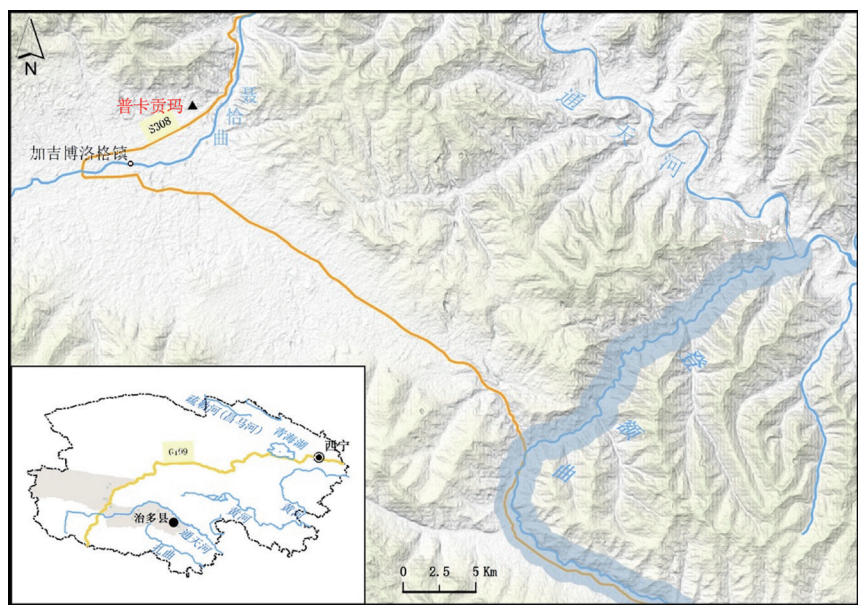 N
普卡贡玛
S308
聂恰曲
加吉博洛格镇
通天河
登额曲
疏勒河(昌马河)
青海湖
西宁
G109
治多县
通天河
黄河
0 2.5 5 Km